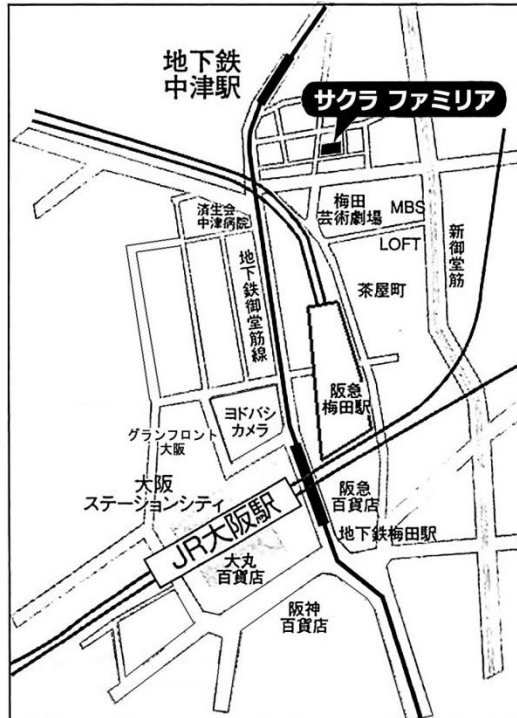 地下鉄
中津駅
サクラ ファミリア
済生会
中津病院
梅田
芸術劇場
MBS
LOFT
新御堂筋
茶屋町
地下鉄御堂筋線
阪急
梅田駅
ヨドバシ
カメラ
グランフロント
大阪
大阪
ステーションシティ
阪急
百貨店
地下鉄梅田駅
JR大阪駅
大丸
百貨店
阪神
百貨店